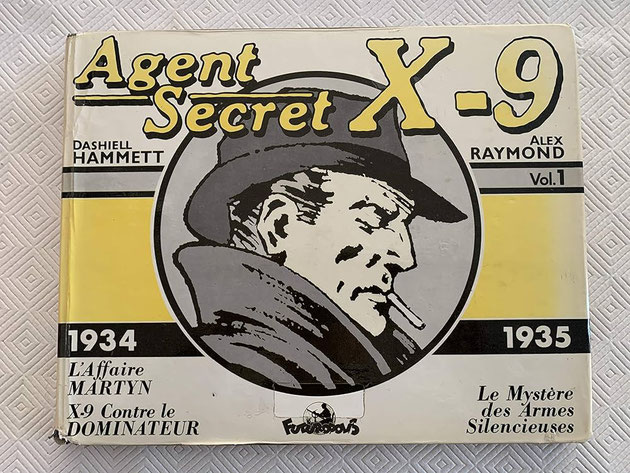 Agent
Secret X-9
DASHIELL
HAMMETT
ALEX
RAYMOND
Vol.1
1934
1935
L'Affaire
MARTYN
X-9 Contre le
DOMINATEUR
Le Mystère
des Armes
Silencieuses
FUTUROPOLIS